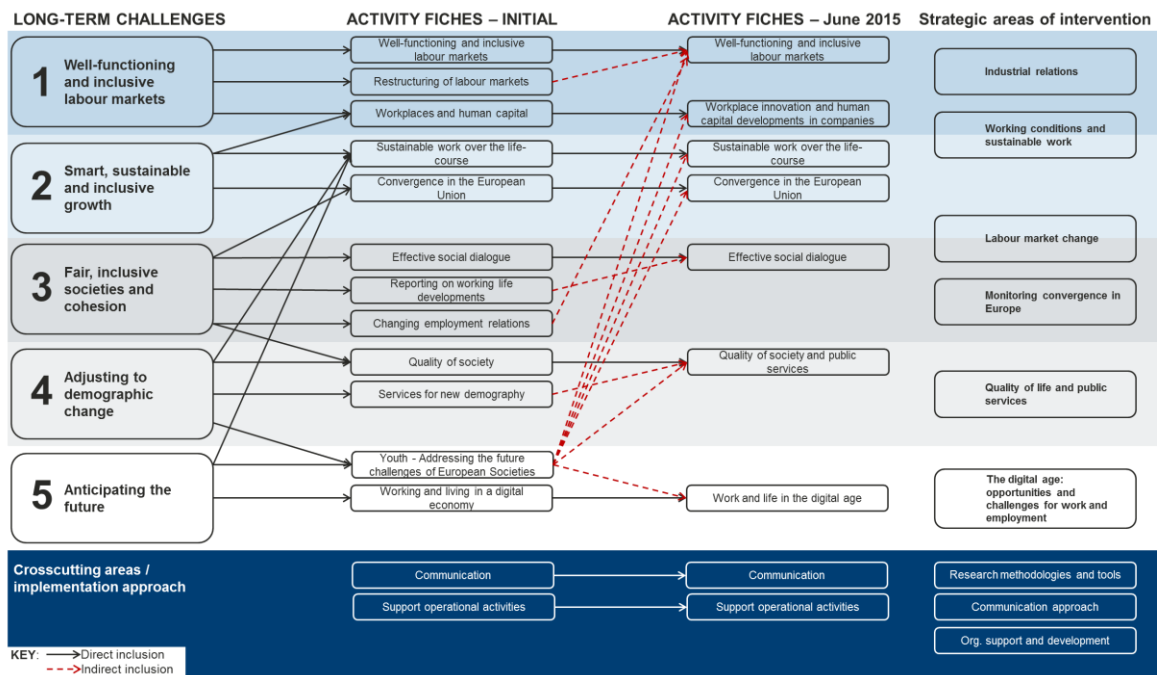 LONG-TERM CHALLENGES
ACTIVITY FICHES – INITIAL
ACTIVITY FICHES – June 2015
Strategic areas of intervention
1
Well-functioning
and inclusive
labour markets
2
Smart, sustainable
and inclusive
growth
3
Fair, inclusive
societies and
cohesion
4
Adjusting to
demographic
change
5
Anticipating the
future
Well-functioning and inclusive
labour markets
Restructuring of labour markets
Workplaces and human capital
Sustainable work over the life-
course
Convergence in the European
Union
Effective social dialogue
Reporting on working life
developments
Changing employment relations
Quality of society
Services for new demography
Youth - Addressing the future
challenges of European Societies
Working and living in a digital
economy
Well-functioning and inclusive
labour markets
Workplace innovation and human
capital developments in companies
Sustainable work over the life-
course
Convergence in the European
Union
Effective social dialogue
Quality of society and public
services
Work and life in the digital age
Industrial relations
Working conditions and
sustainable work
Labour market change
Monitoring convergence in
Europe
Quality of life and public
services
The digital age:
opportunities and
challenges for work and
employment
Crosscutting areas /
implementation approach
Communication
Support operational activities
Communication
Support operational activities
Research methodologies and tools
Communication approach
Org. support and development
KEY: Direct inclusion
Indirect inclusion